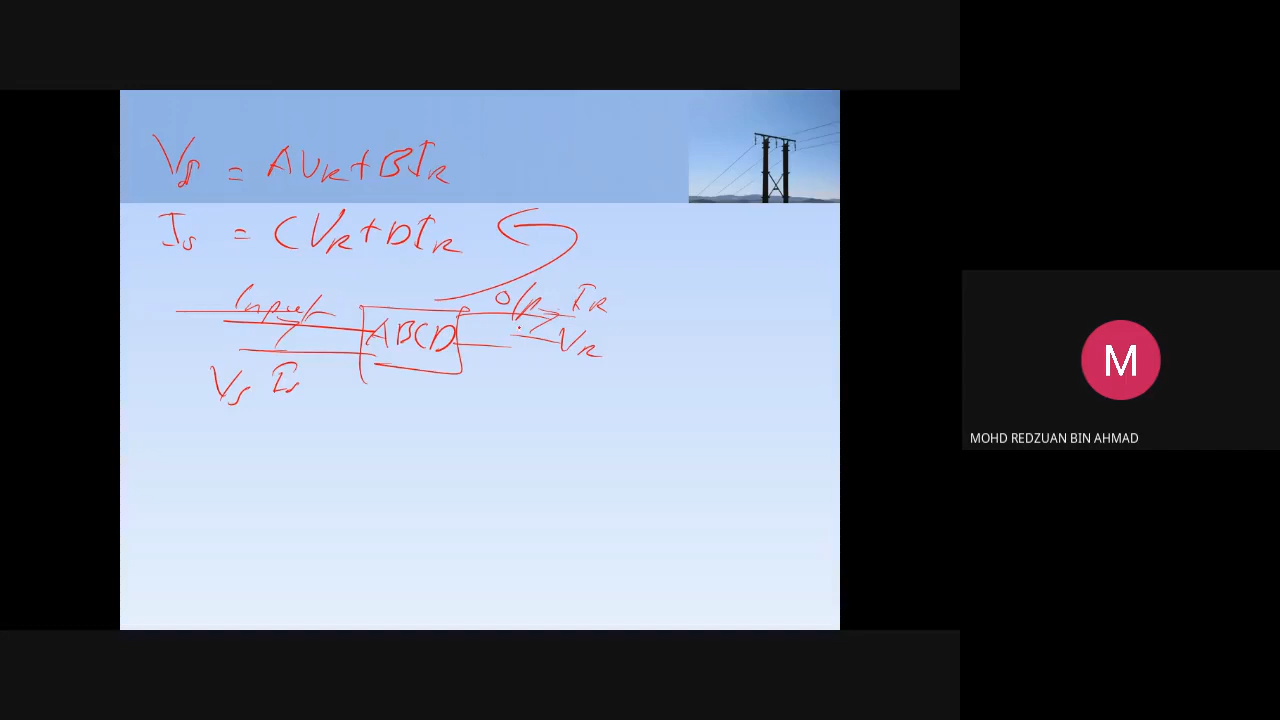 Vs = AVR + BIR
Is = CVR + DIR
Input O/p IR
ABCD
VR
Vs Is
M
MOHD REDZUAN BIN AHMAD